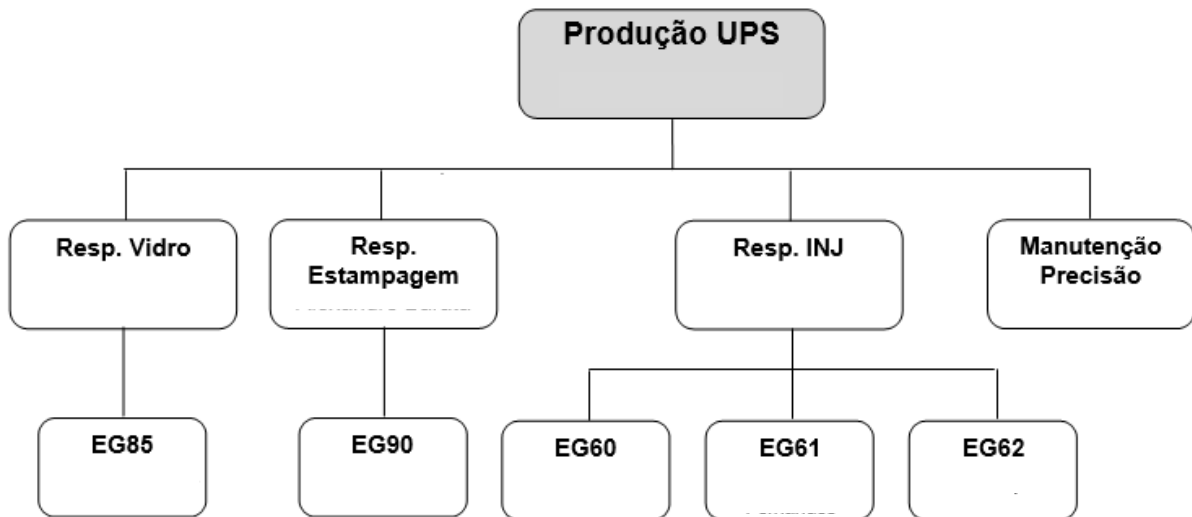 Produção UPS
Resp. Vidro
Resp.
Estampagem
Resp. INJ
Manutenção
Precisão
EG85
EG90
EG60
EG61
EG62